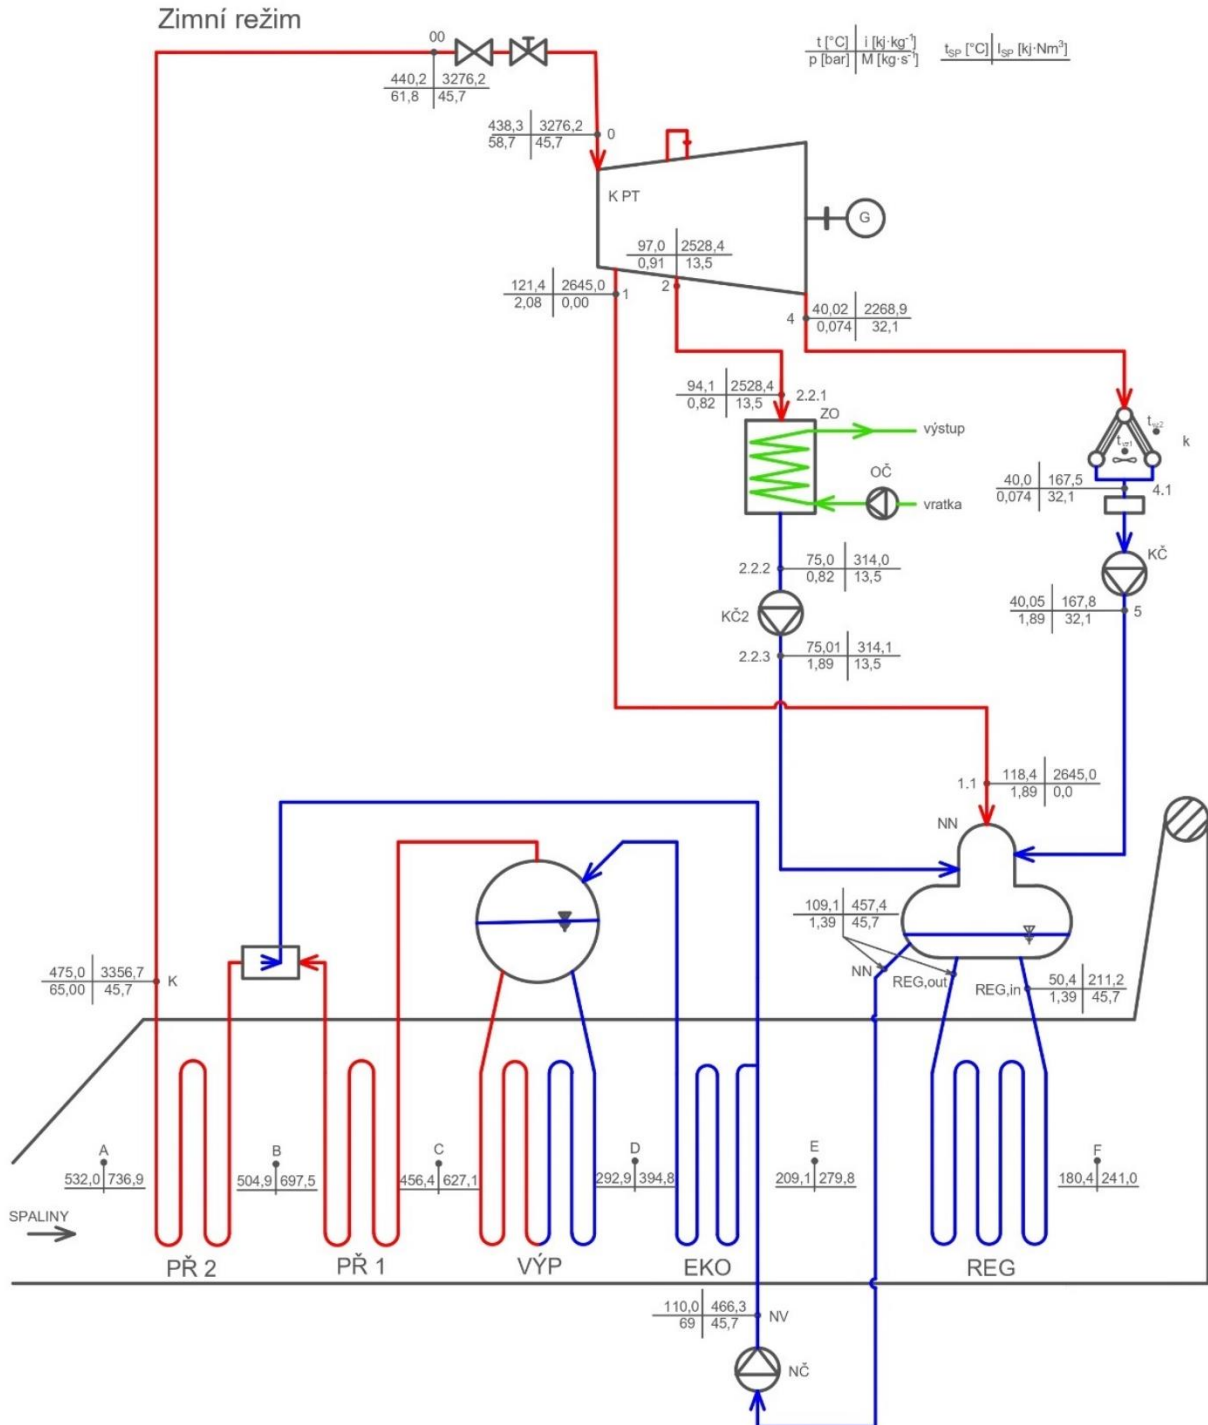 Zimní režim
00
t [°C] i [kj·kg⁻¹]
p [bar] M [kg·s⁻¹]
t_SP [°C] I_SP [kj·Nm³]
440,2 3276,2
61,8 45,7
438,3 3276,2
58,7 45,7
0
K PT
G
97,0 2528,4
0,91 13,5
2
121,4 2645,0
2,08 0,00
1
4
40,02 2268,9
0,074 32,1
94,1 2528,4
0,82 13,5
2.2.1
ZO
výstup
OČ
vratka
t_vz2
t_vz1
k
40,0 167,5
0,074 32,1
4.1
KČ
2.2.2
75,0 314,0
0,82 13,5
KČ2
40,05 167,8
1,89 32,1
5
2.2.3
75,01 314,1
1,89 13,5
1.1
118,4 2645,0
1,89 0,0
NN
109,1 457,4
1,39 45,7
NN
REG,out
REG,in
50,4 211,2
1,39 45,7
475,0 3356,7
65,00 45,7
K
A
532,0 736,9
B
504,9 697,5
C
456,4 627,1
D
292,9 394,8
E
209,1 279,8
F
180,4 241,0
SPALINY
PŘ 2
PŘ 1
VÝP
EKO
REG
110,0 466,3
69 45,7
NV
NČ